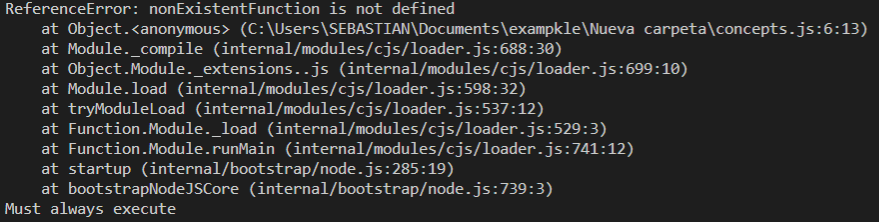 ReferenceError: nonExistentFunction is not defined
    at Object.<anonymous> (C:\Users\SEBASTIAN\Documents\exampkle\Nueva carpeta\concepts.js:6:13)
    at Module._compile (internal/modules/cjs/loader.js:688:30)
    at Object.Module._extensions..js (internal/modules/cjs/loader.js:699:10)
    at Module.load (internal/modules/cjs/loader.js:598:32)
    at tryModuleLoad (internal/modules/cjs/loader.js:537:12)
    at Function.Module._load (internal/modules/cjs/loader.js:529:3)
    at Function.Module.runMain (internal/modules/cjs/loader.js:741:12)
    at startup (internal/bootstrap/node.js:285:19)
    at bootstrapNodeJSCore (internal/bootstrap/node.js:739:3)
Must always execute